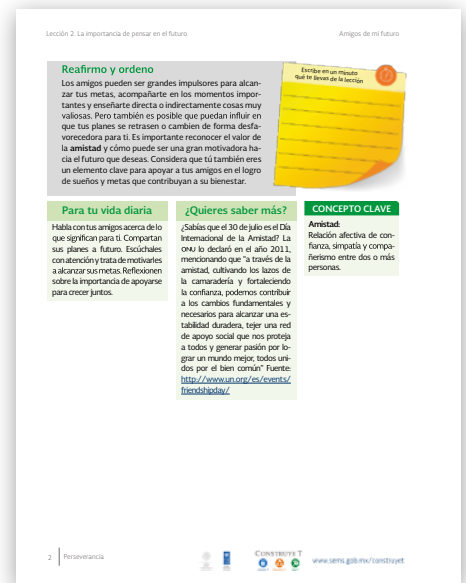 Lección 2. La importancia de pensar en el futuro
Amigos de mi futuro
Reafirmo y ordeno
Los amigos pueden ser grandes impulsores para alcan-
zar tus metas, acompañarte en los momentos impor-
tantes y enseñarte directa o indirectamente cosas muy
valiosas. Pero también es posible que puedan influir en
que tus planes se retrasen o cambien de forma desfa-
vorecedora para ti. Es importante reconocer el valor de
la amistad y cómo puede ser una gran motivadora ha-
cia el futuro que deseas. Considera que tú también eres
un elemento clave para apoyar a tus amigos en el logro
de sueños y metas que contribuyan a su bienestar.
Escribe en un minuto
qué te llevas de la lección
Para tu vida diaria
Habla con tus amigos acerca de lo
que significan para ti. Compartan
sus planes a futuro. Escúchales
con atención y trata de motivarles
a alcanzar sus metas. Reflexionen
sobre la importancia de apoyarse
para crecer juntos.
¿Quieres saber más?
¿Sabías que el 30 de julio es el Día
Internacional de la Amistad? La
ONU lo declaró en el año 2011,
mencionando que "a través de la
amistad, cultivando los lazos de
la camaradería y fortaleciendo
la confianza, podemos contribuir
a los cambios fundamentales y
necesarios para alcanzar una es-
tabilidad duradera, tejer una red
de apoyo social que nos proteja
a todos y generar pasión por lo-
grar un mundo mejor, todos uni-
dos por el bien común" Fuente:
http://www.un.org/es/events/
friendshipday/
CONCEPTO CLAVE
Amistad:
Relación afectiva de con-
fianza, simpatía y compa-
ñerismo entre dos o más
personas.
2
Perseverancia
CONSTRUYE T
www.sems.gob.mx/construyet